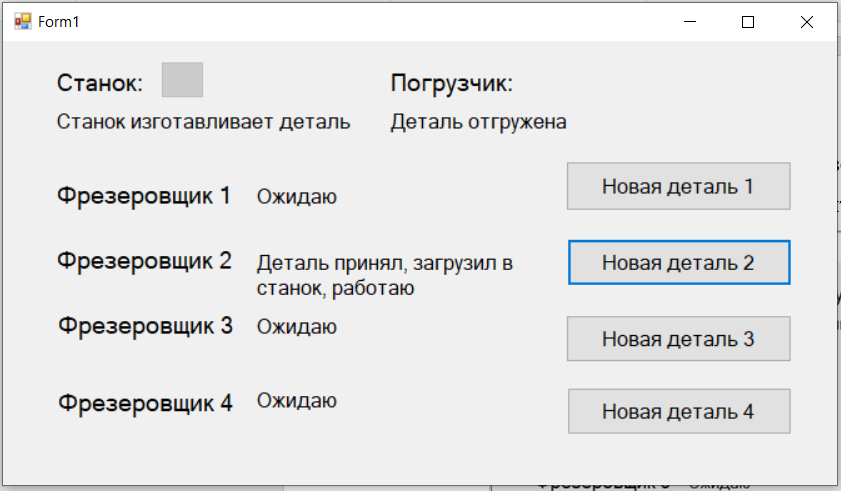 Form1
Станок:
Погрузчик:
Станок изготавливает деталь
Деталь отгружена
Фрезеровщик 1
Ожидаю
Новая деталь 1
Фрезеровщик 2
Деталь принял, загрузил в
станок, работаю
Новая деталь 2
Фрезеровщик 3
Ожидаю
Новая деталь 3
Фрезеровщик 4
Ожидаю
Новая деталь 4